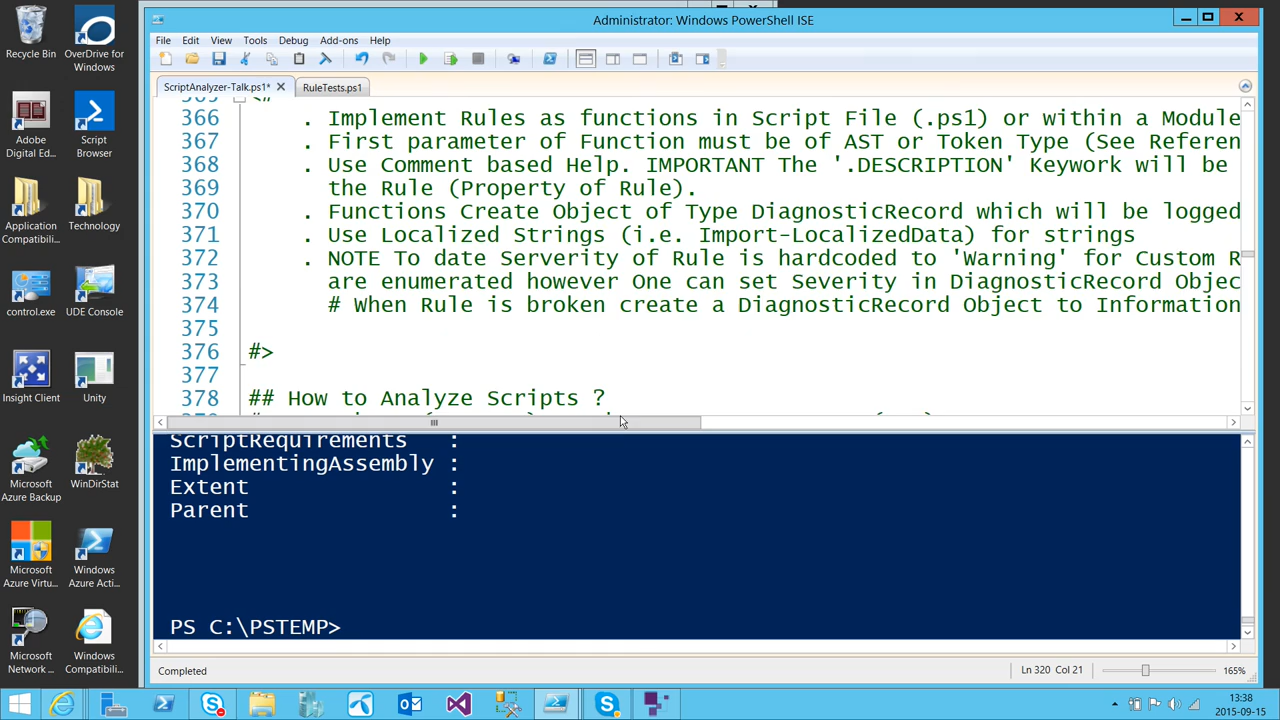 Administrator: Windows PowerShell ISE
File Edit View Tools Debug Add-ons Help
ScriptAnalyzer-Talk.ps1* RuleTests.ps1
366 . Implement Rules as functions in Script File (.ps1) or within a Module
367 . First parameter of Function must be of AST or Token Type (See Referen
368 . Use Comment based Help. IMPORTANT The '.DESCRIPTION' Keywork will be
369 the Rule (Property of Rule).
370 . Functions Create Object of Type DiagnosticRecord which will be logged
371 . Use Localized Strings (i.e. Import-LocalizedData) for strings
372 . NOTE To date Serverity of Rule is hardcoded to 'Warning' for Custom R
373 are enumerated however One can set Severity in DiagnosticRecord Objec
374 # When Rule is broken create a DiagnosticRecord Object to Information
375
376 #>
377
378 ## How to Analyze Scripts ?
ScriptRequirements :
ImplementingAssembly :
Extent :
Parent :
PS C:\PSTEMP>
Completed
Ln 320 Col 21
165%
Recycle Bin
OverDrive for
Windows
Adobe
Digital Ed...
Script
Browser
Application
Compatibili...
Technology
control.exe
UDE Console
Insight Client
Unity
Microsoft
Azure Backup
WinDirStat
Microsoft
Azure Virtu...
Windows
Azure Acti...
Microsoft
Network ...
Windows
Compatibili...
13:38
2015-09-15